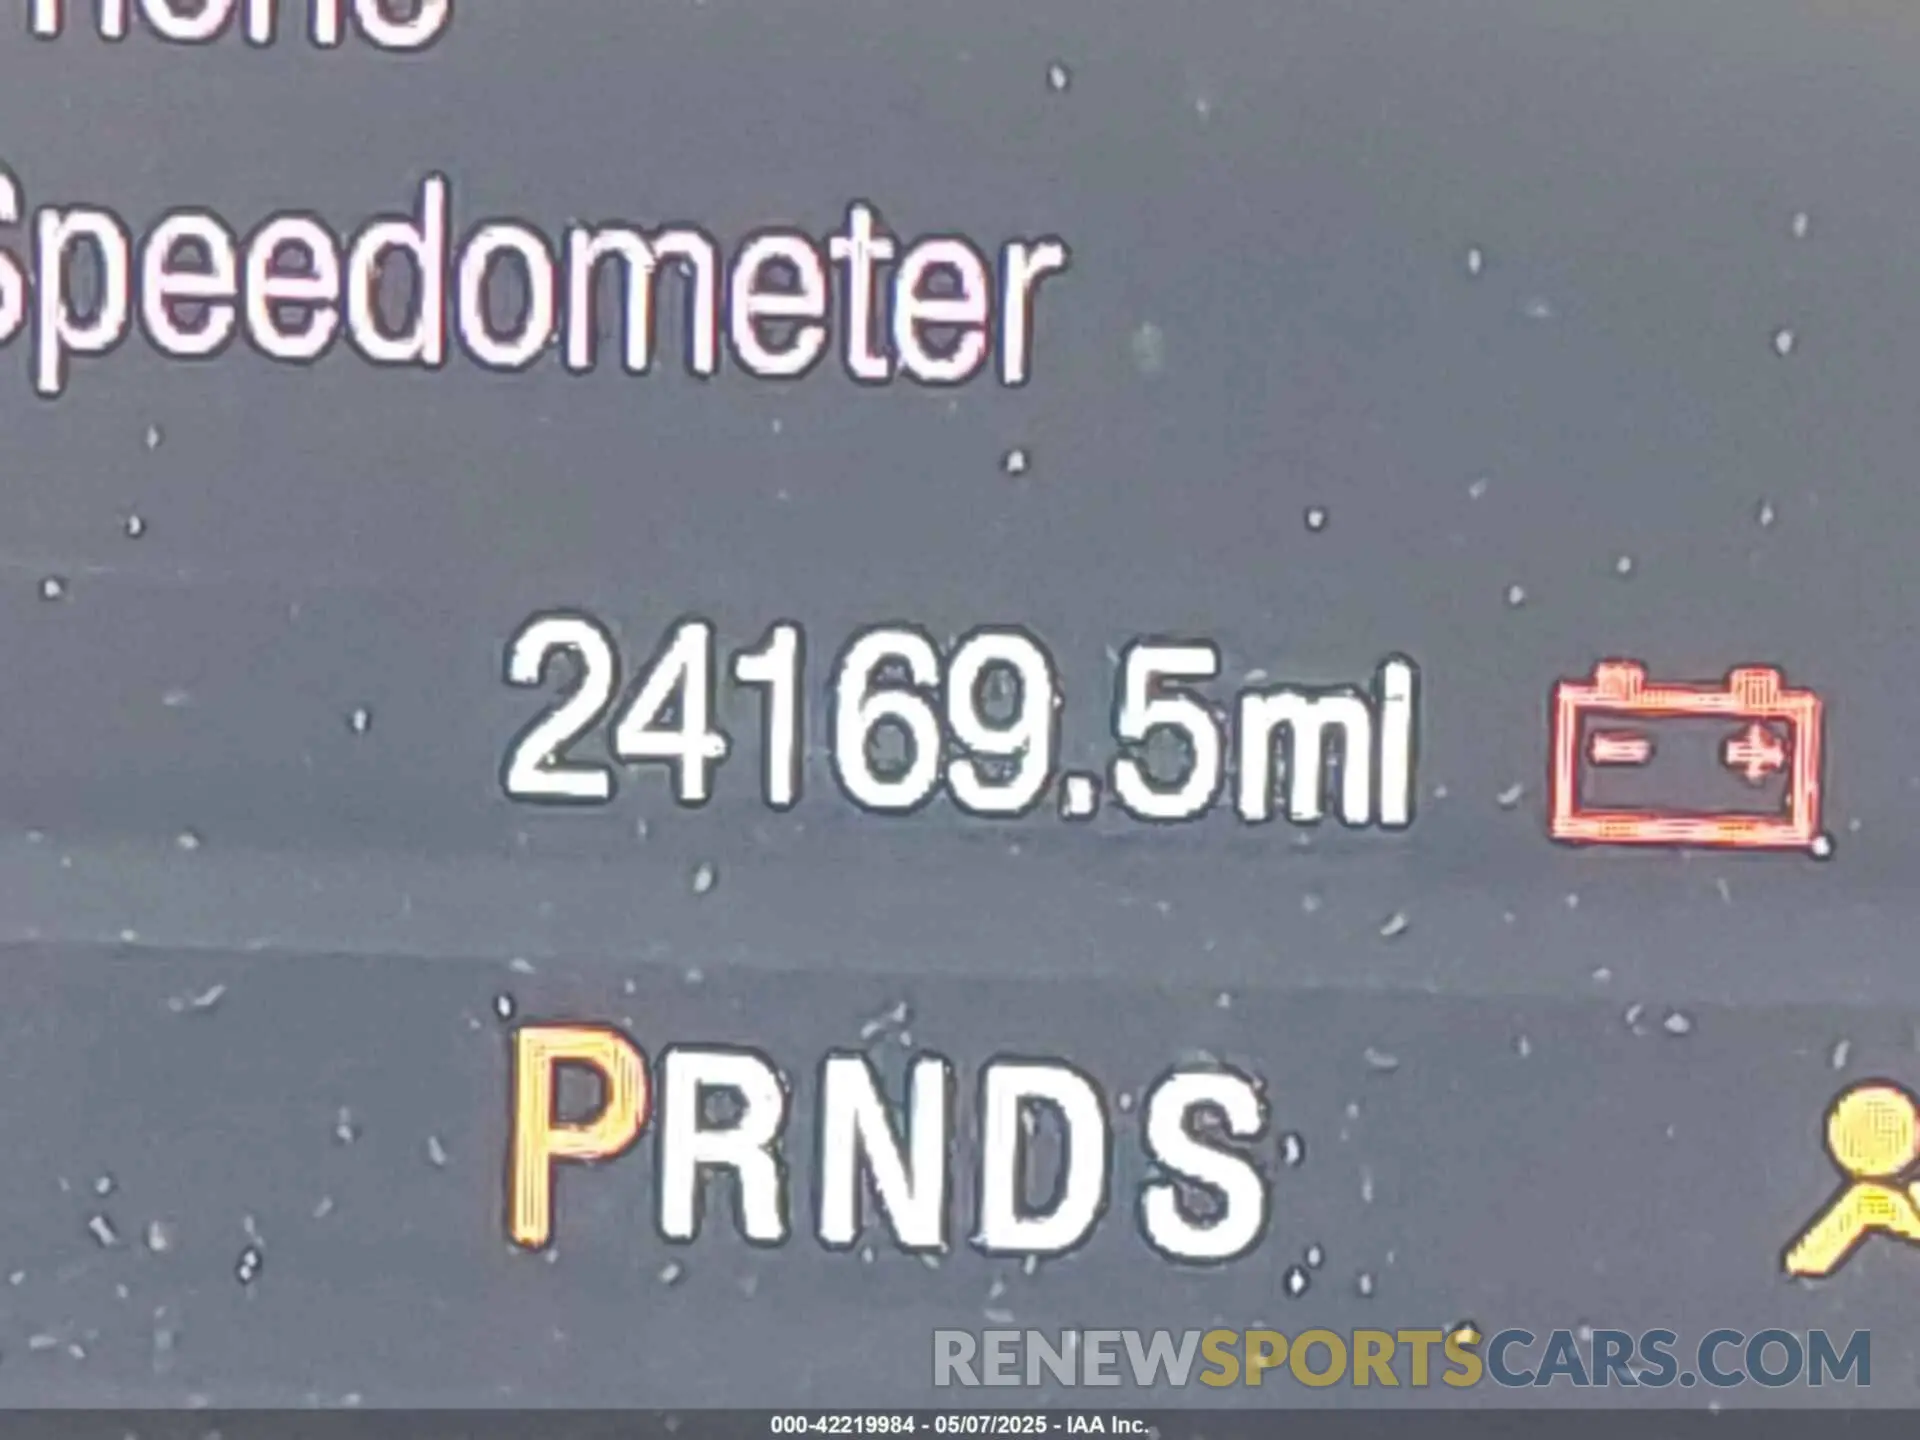 Speedometer
24169.5mi
PRNDS
RENEWSPORTSCARS.COM
000-42219984 - 05/07/2025 - IAA Inc.